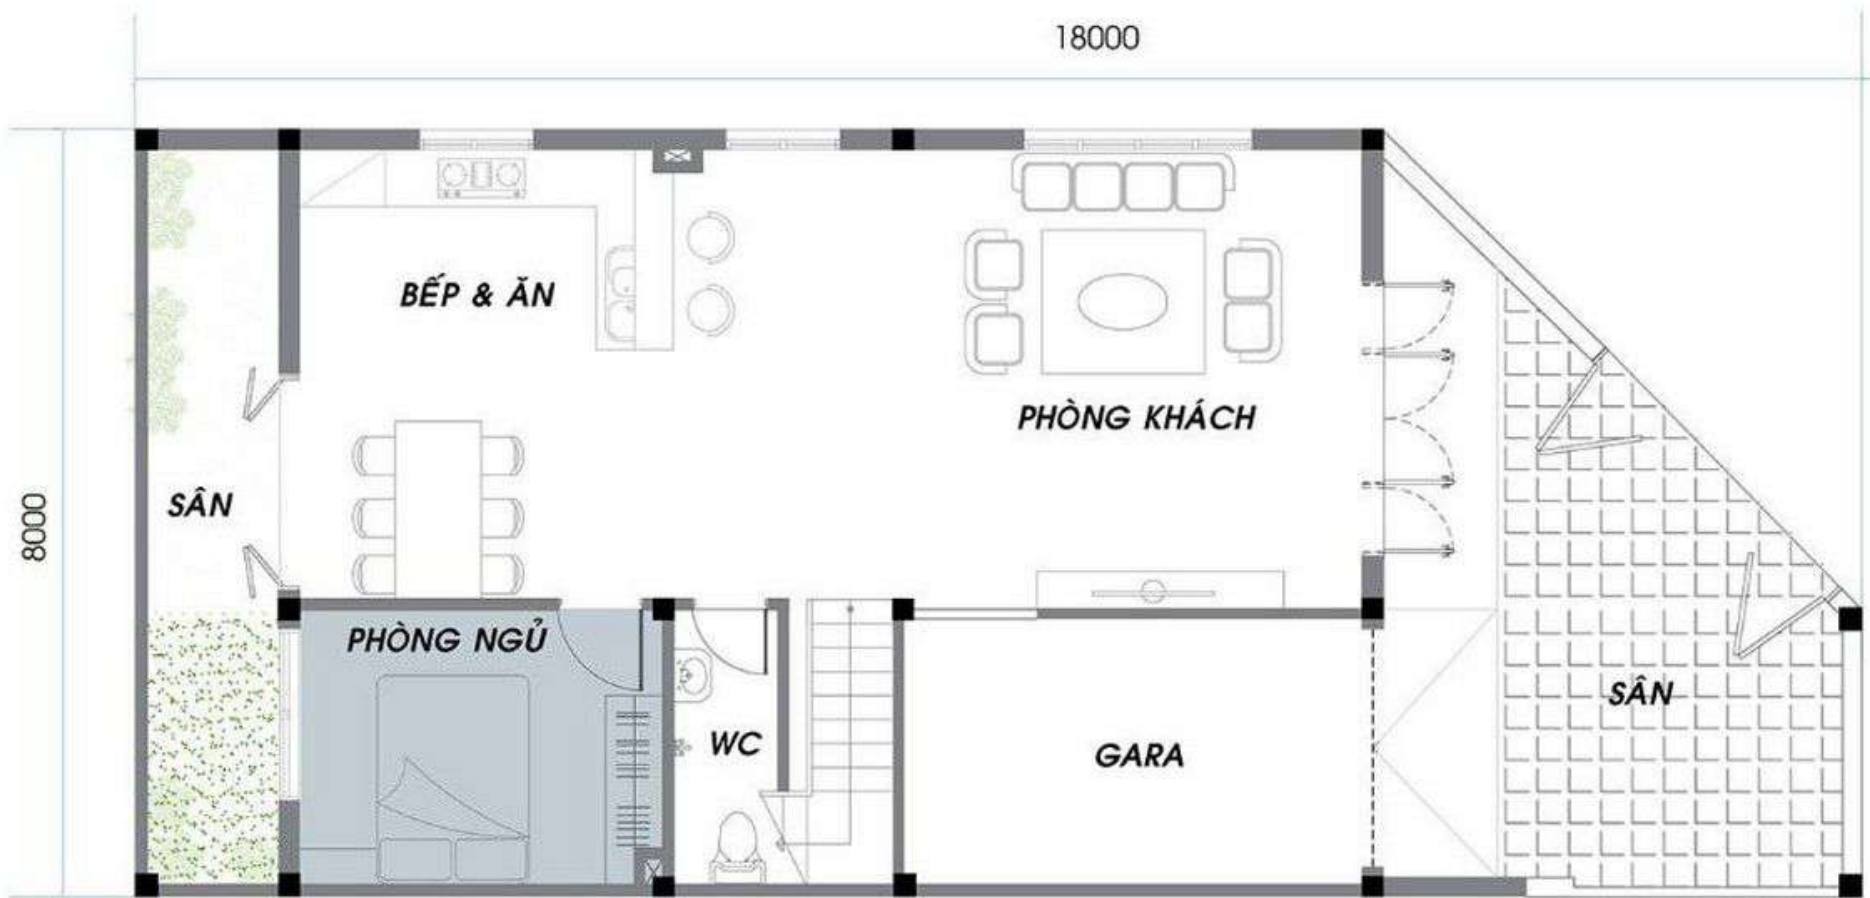 18000
BẾP & ĂN
PHÒNG KHÁCH
SÂN
8000
PHÒNG NGỦ
SÂN
WC
GARA